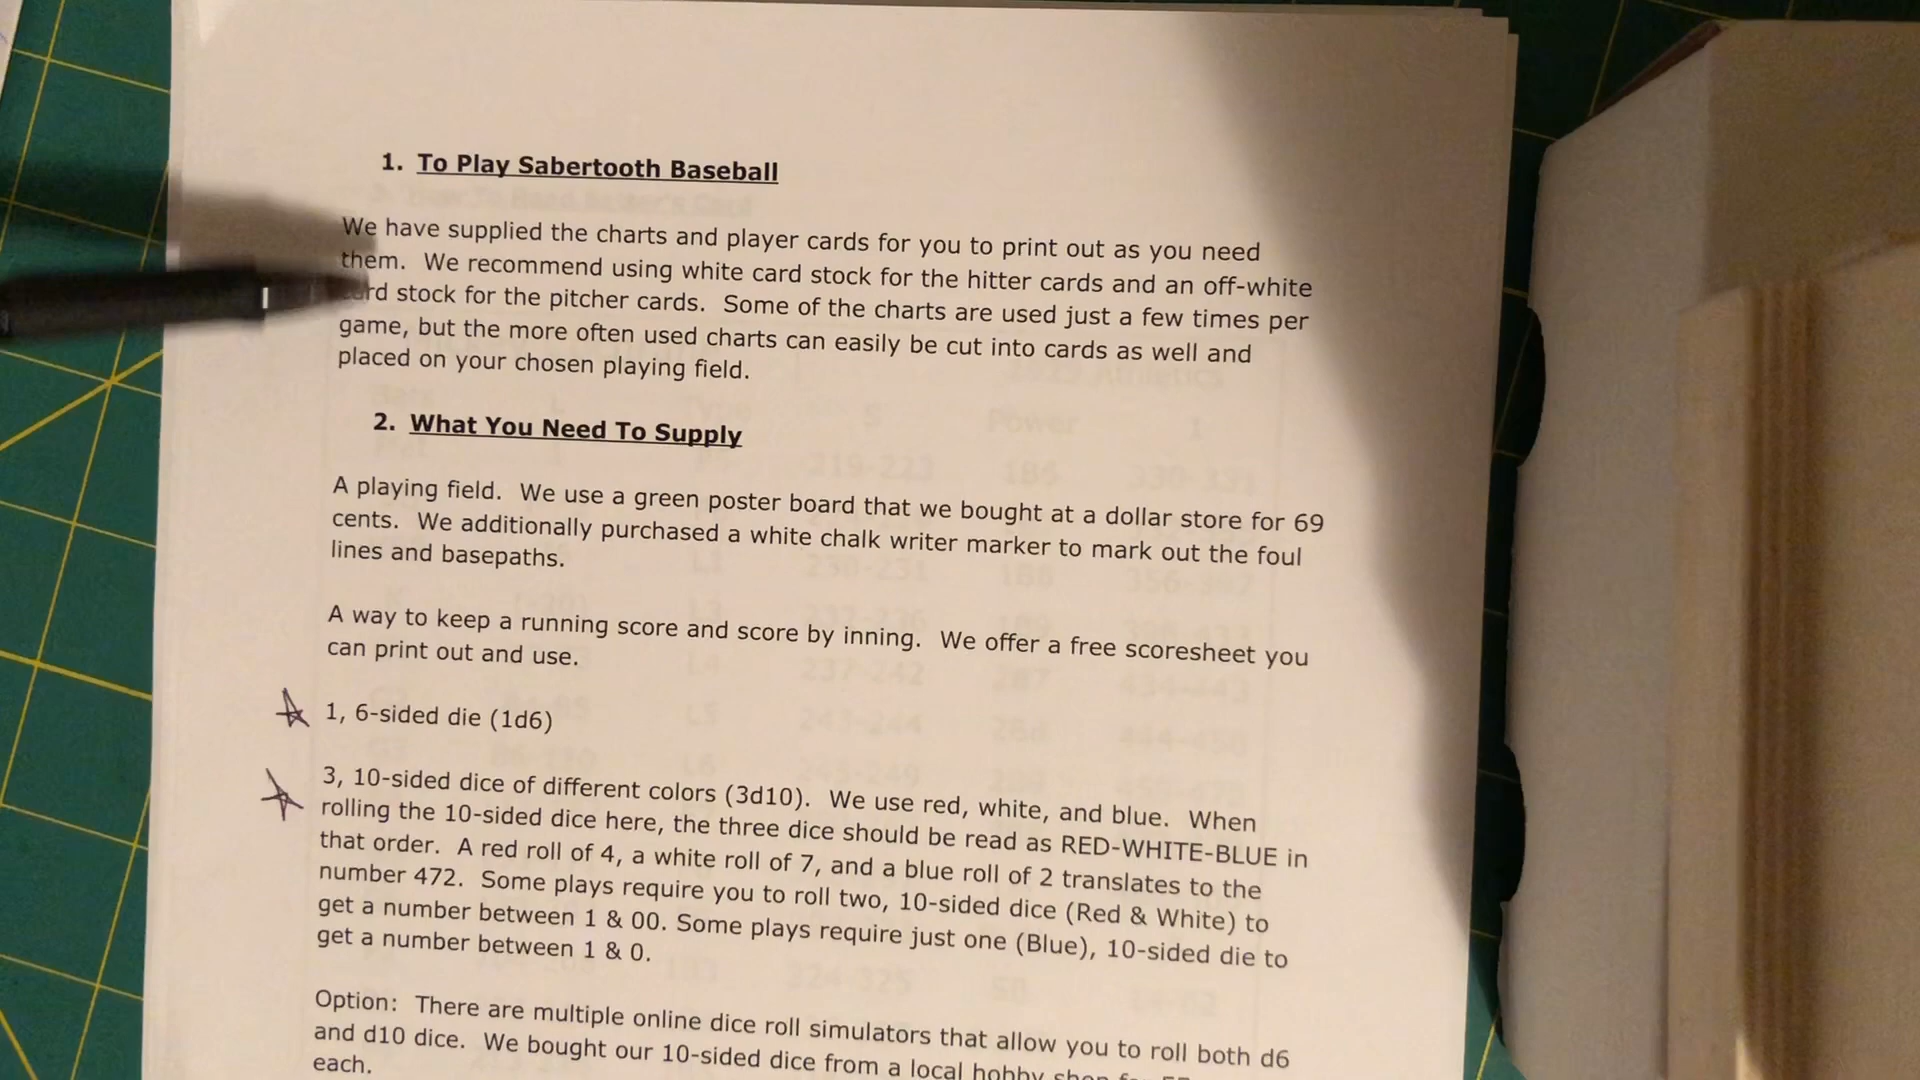 1. To Play Sabertooth Baseball
We have supplied the charts and player cards for you to print out as you need
them. We recommend using white card stock for the hitter cards and an off-white
card stock for the pitcher cards. Some of the charts are used just a few times per
game, but the more often used charts can easily be cut into cards as well and
placed on your chosen playing field.
2. What You Need To Supply
A playing field. We use a green poster board that we bought at a dollar store for 69
cents. We additionally purchased a white chalk writer marker to mark out the foul
lines and basepaths.
A way to keep a running score and score by inning. We offer a free scoresheet you
can print out and use.
1, 6-sided die (1d6)
3, 10-sided dice of different colors (3d10). We use red, white, and blue. When
rolling the 10-sided dice here, the three dice should be read as RED-WHITE-BLUE in
that order. A red roll of 4, a white roll of 7, and a blue roll of 2 translates to the
number 472. Some plays require you to roll two, 10-sided dice (Red & White) to
get a number between 1 & 00. Some plays require just one (Blue), 10-sided die to
get a number between 1 & 0.
Option: There are multiple online dice roll simulators that allow you to roll both d6
and d10 dice. We bought our 10-sided dice from a local hobby shop
each.